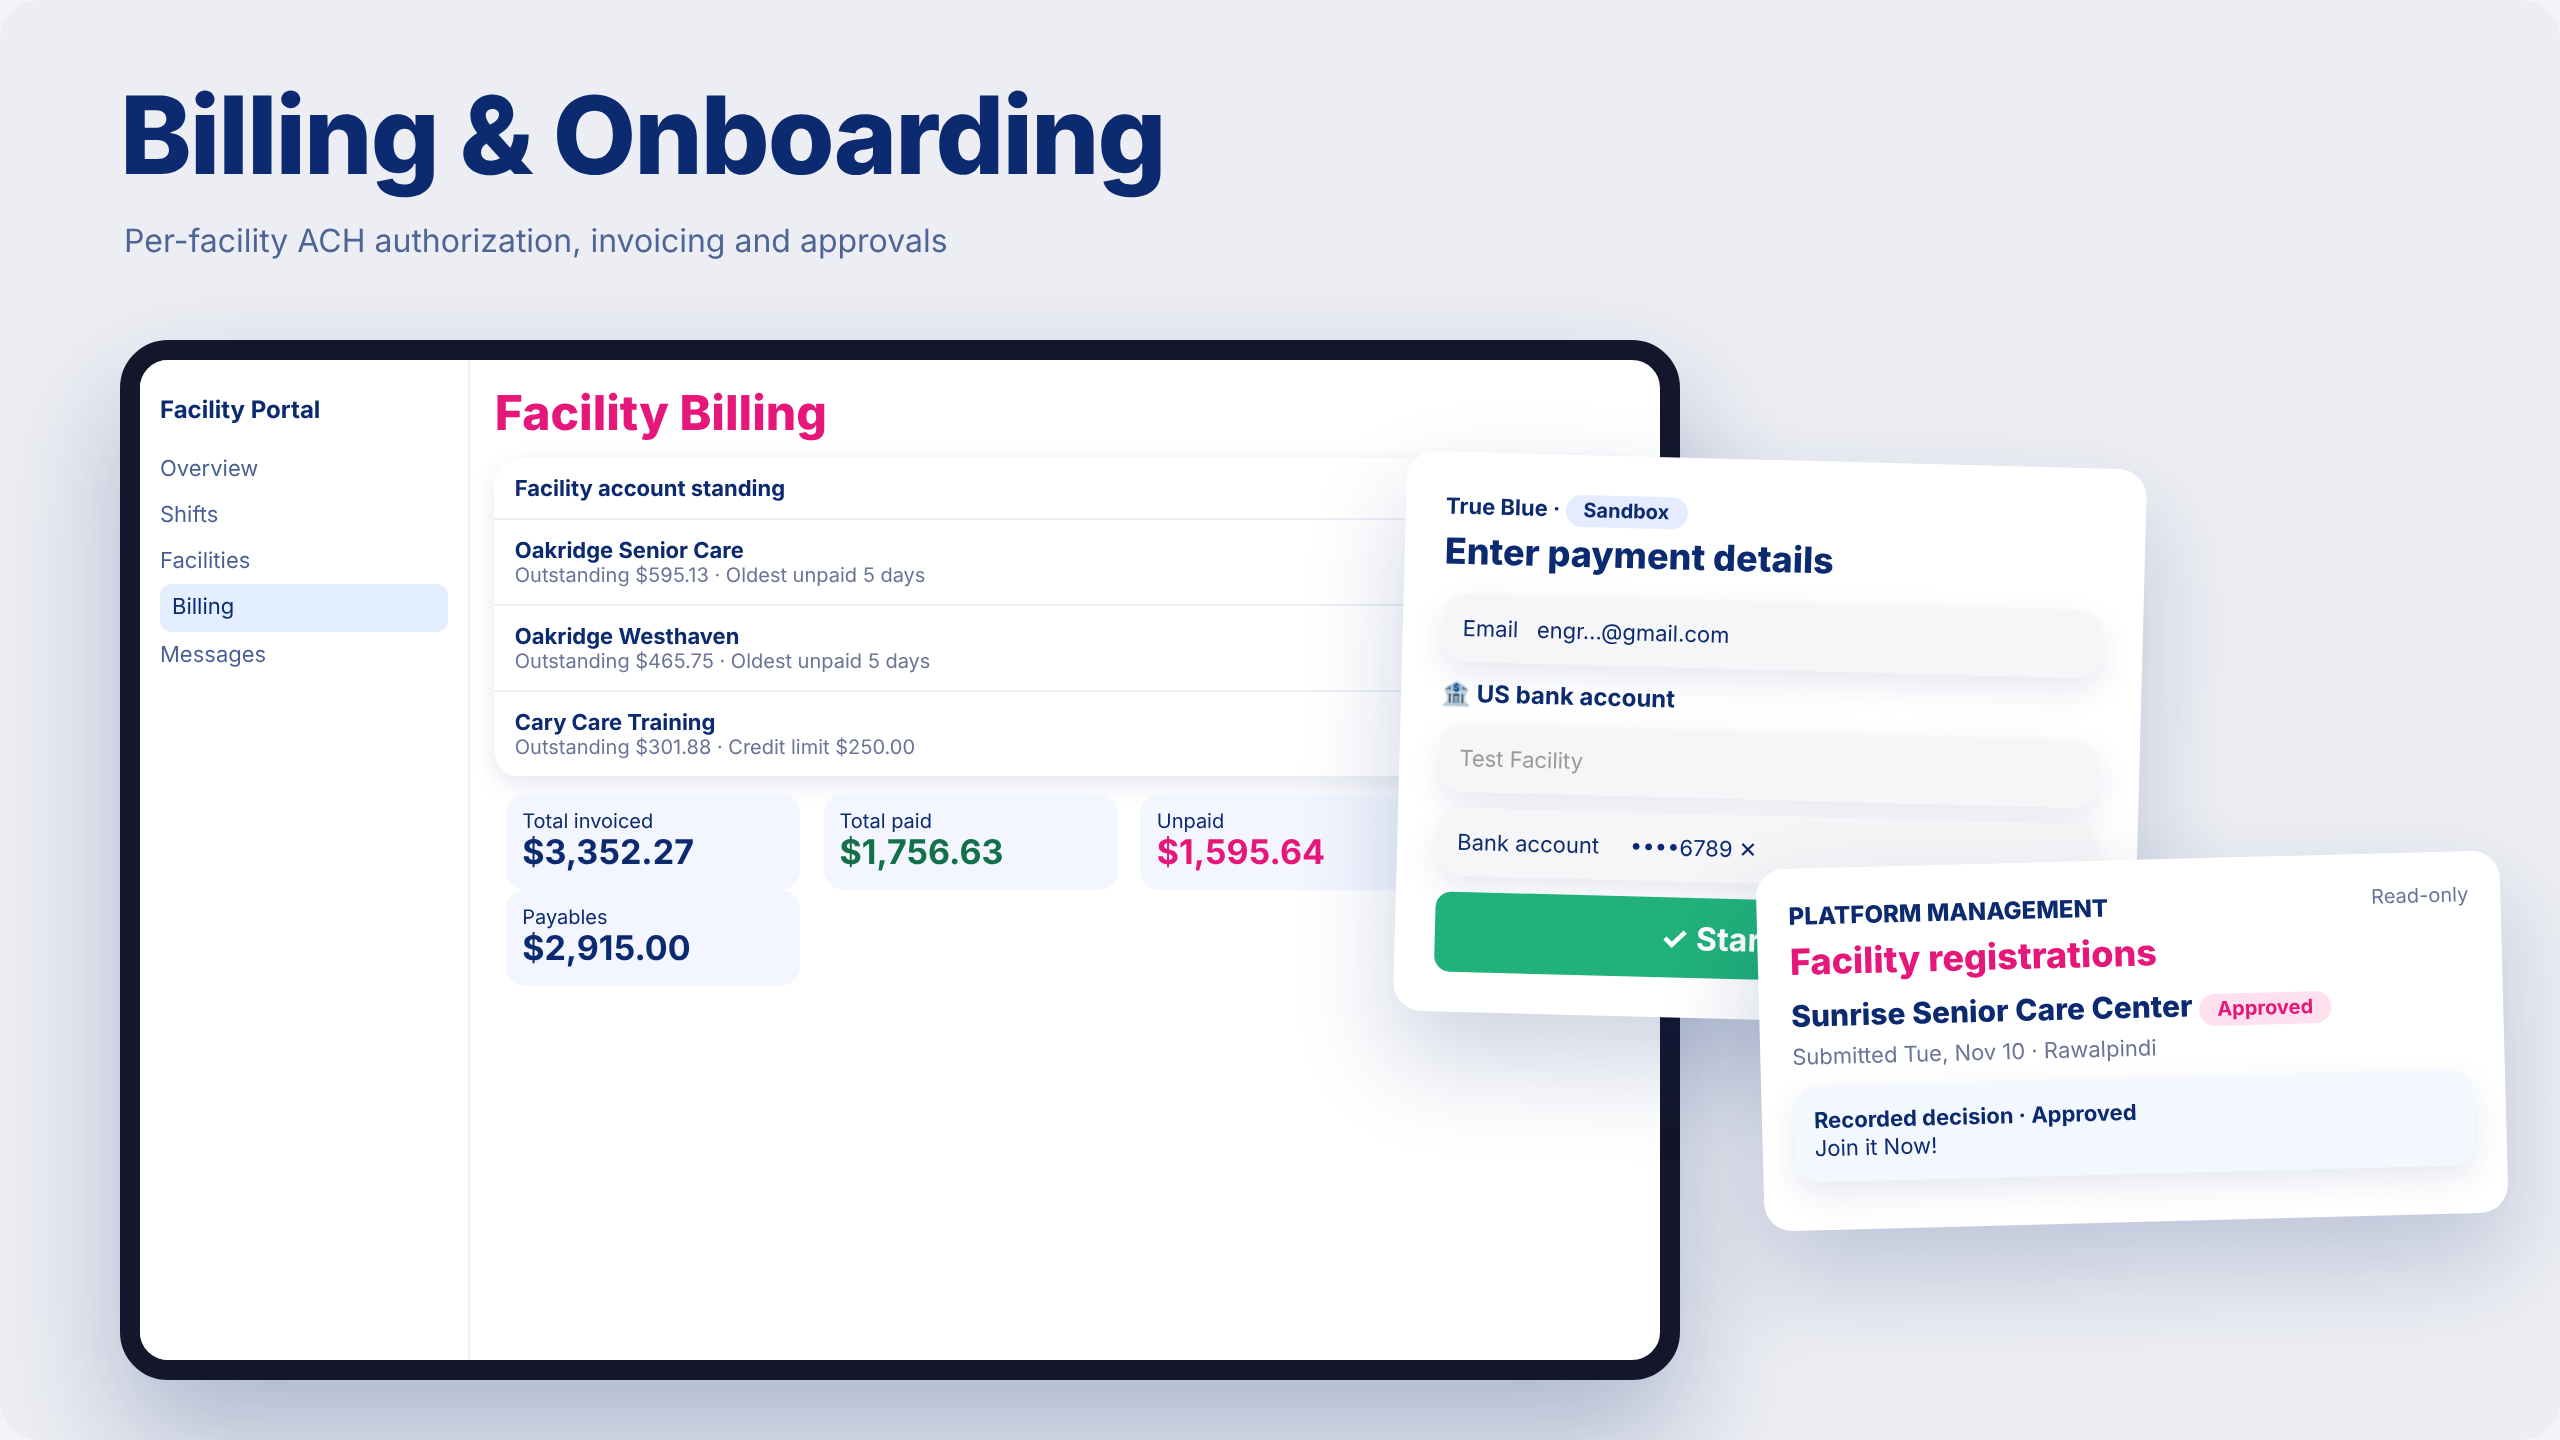 Billing & Onboarding
Per-facility ACH authorization, invoicing and approvals
Facility Portal
Overview
Shifts
Facilities
Billing
Messages
Facility Billing
Facility account standing
Oakridge Senior Care
Outstanding $595.13 · Oldest unpaid 5 days
Oakridge Westhaven
Outstanding $465.75 · Oldest unpaid 5 days
Cary Care Training
Outstanding $301.88 · Credit limit $250.00
Total invoiced
$3,352.27
Total paid
$1,756.63
Unpaid
$1,595.64
Payables
$2,915.00
True Blue · Sandbox
Enter payment details
Email engr...@gmail.com
🏦 US bank account
Test Facility
Bank account ••••6789 ✕
PLATFORM MANAGEMENT
Read-only
Facility registrations
Sunrise Senior Care Center Approved
Submitted Tue, Nov 10 · Rawalpindi
Recorded decision · Approved
Join it Now!